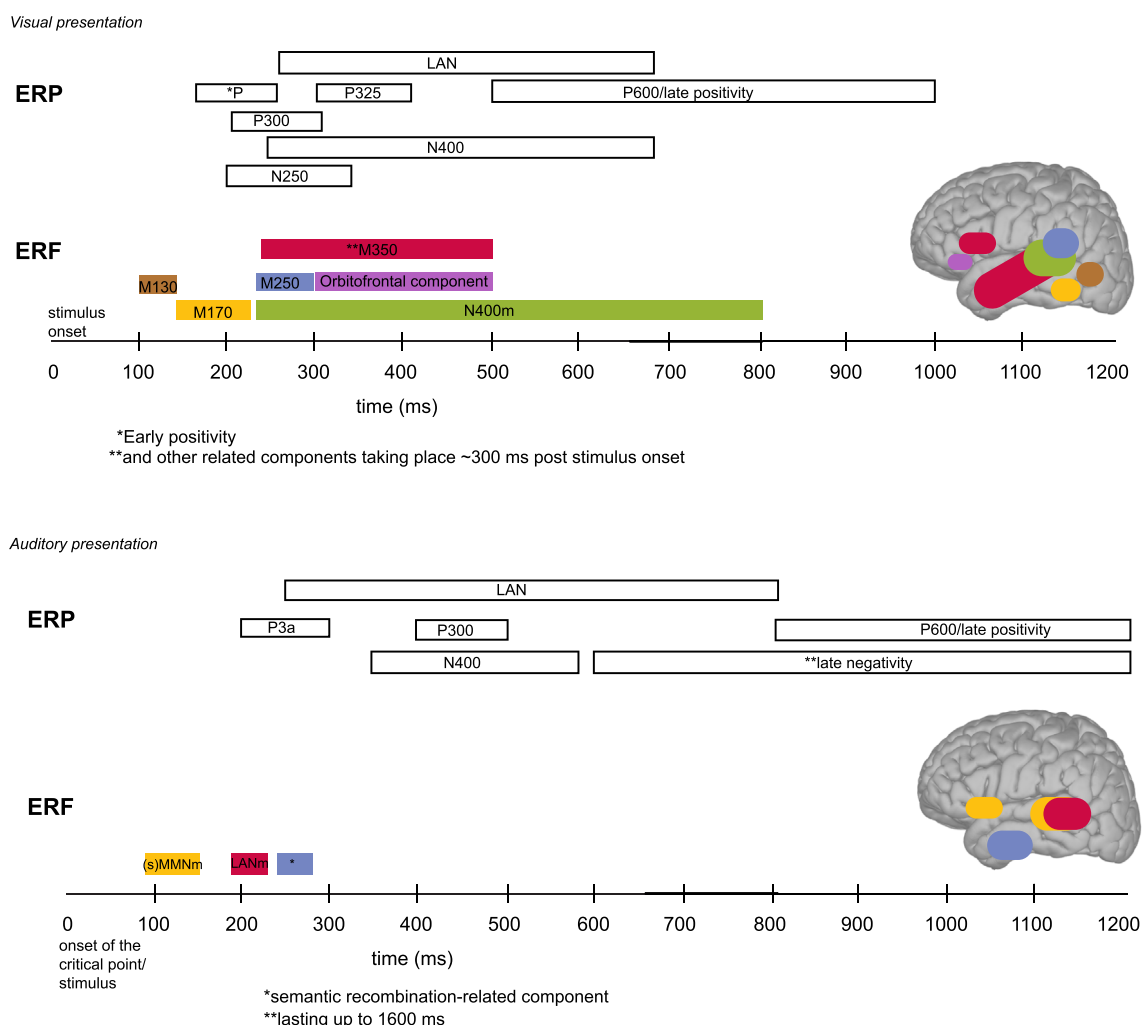 Visual presentation
LAN
ERP
*P
P325
P600/late positivity
P300
N400
N250
ERF
**M350
M130
M250
Orbitofrontal component
M170
N400m
stimulus
onset
0 100 200 300 400 500 600 700 800 900 1000 1100 1200
time (ms)
*Early positivity
**and other related components taking place ~300 ms post stimulus onset
Auditory presentation
LAN
ERP
P3a
P300
P600/late positivity
N400
**late negativity
ERF
(s)MMNm
LANm
*
0 100 200 300 400 500 600 700 800 900 1000 1100 1200
onset of the
critical point/
stimulus
time (ms)
*semantic recombination-related component
**lasting up to 1600 ms